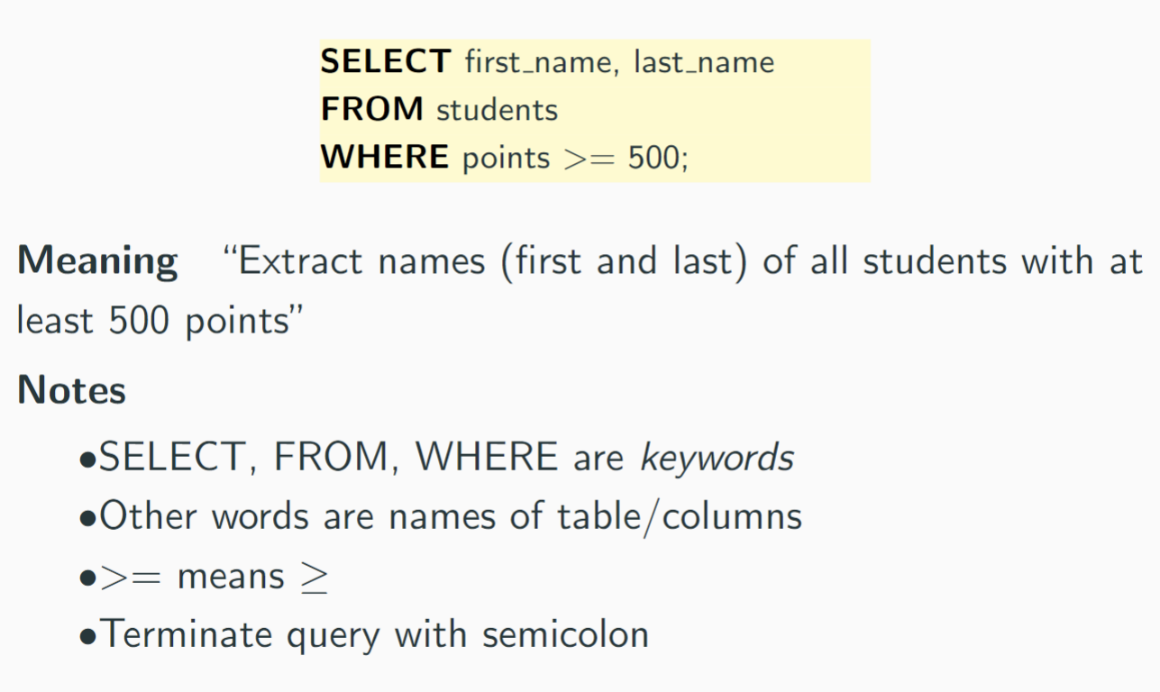 SELECT first_name, last_name
FROM students
WHERE points >= 500;
Meaning “Extract names (first and last) of all students with at
least 500 points”
Notes
•SELECT, FROM, WHERE are keywords
•Other words are names of table/columns
•>= means ≥
•Terminate query with semicolon